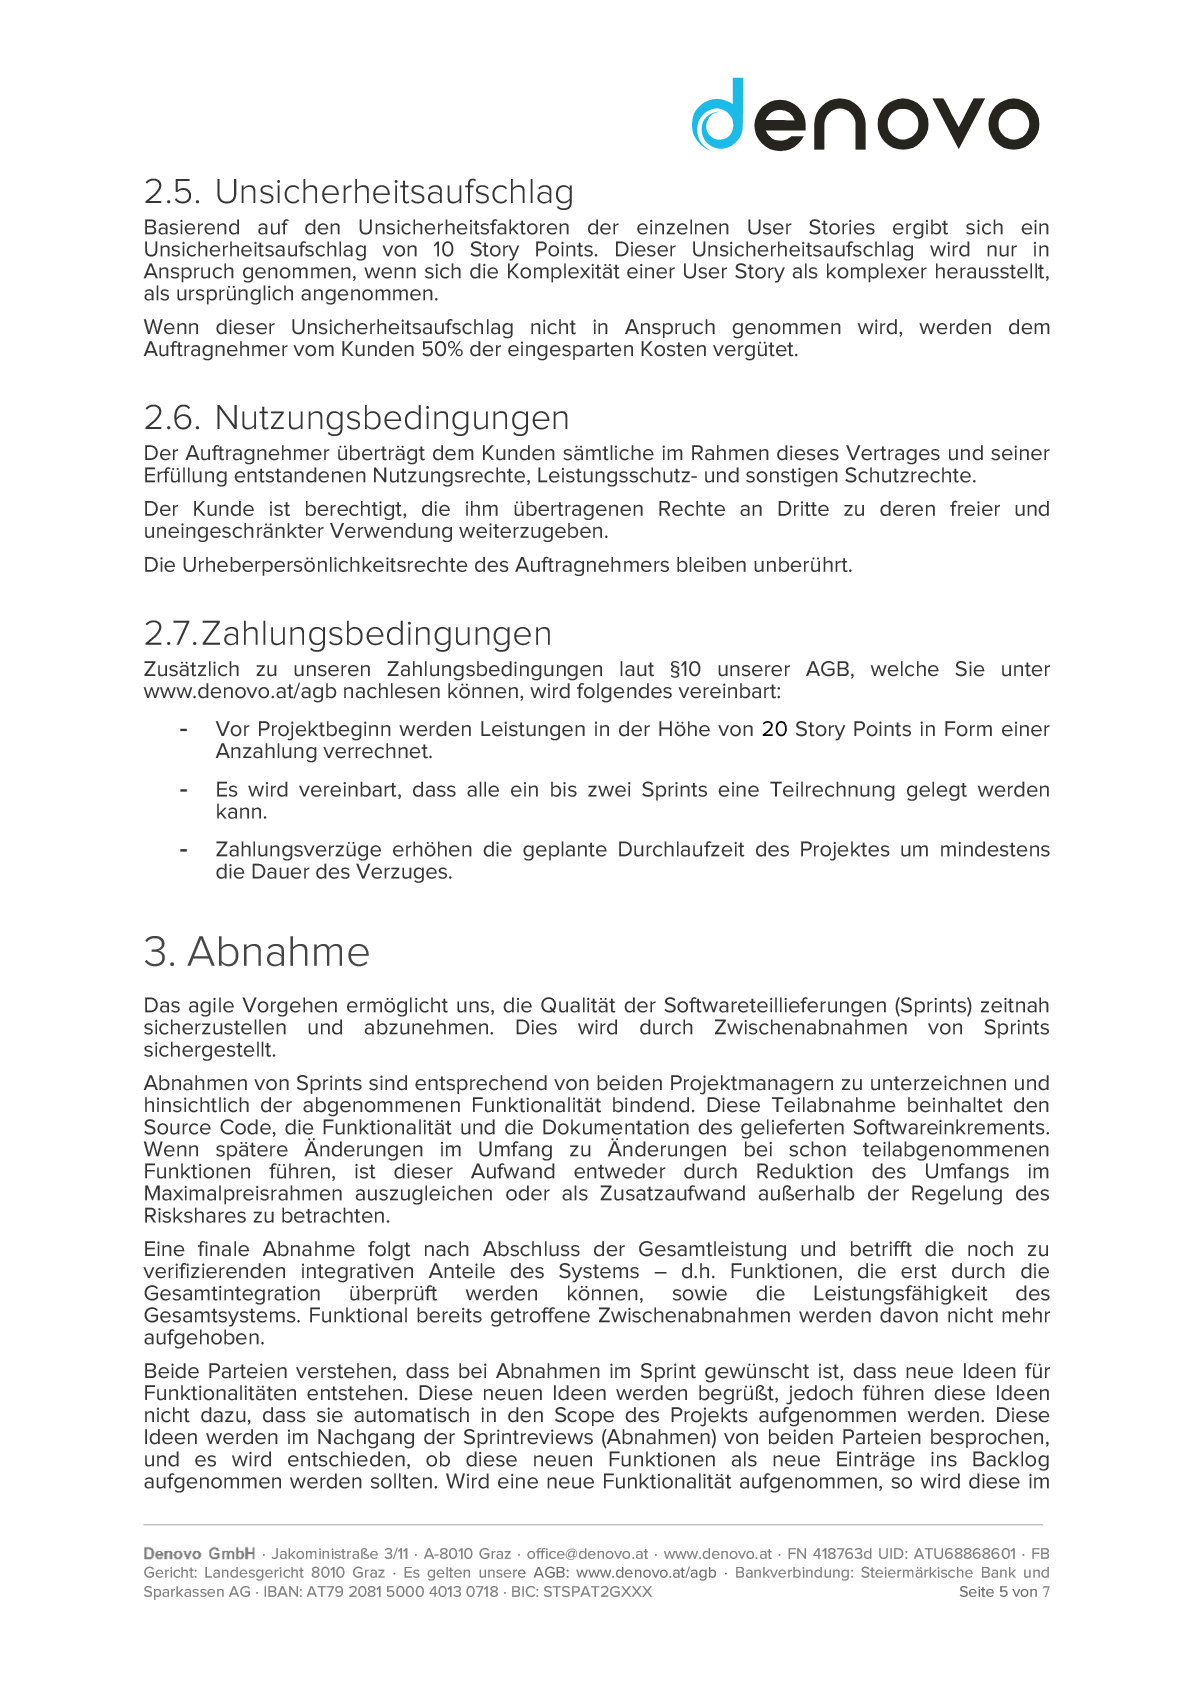 denovo
2.5. Unsicherheitsaufschlag
Basierend auf den Unsicherheitsfaktoren der einzelnen User Stories ergibt sich ein
Unsicherheitsaufschlag von 10 Story Points. Dieser Unsicherheitsaufschlag wird nur in
Anspruch genommen, wenn sich die Komplexität einer User Story als komplexer herausstellt,
als ursprünglich angenommen.
Wenn dieser Unsicherheitsaufschlag nicht in Anspruch genommen wird, werden dem
Auftragnehmer vom Kunden 50% der eingesparten Kosten vergütet.
2.6. Nutzungsbedingungen
Der Auftragnehmer überträgt dem Kunden sämtliche im Rahmen dieses Vertrages und seiner
Erfüllung entstandenen Nutzungsrechte, Leistungsschutz- und sonstigen Schutzrechte.
Der Kunde ist berechtigt, die ihm übertragenen Rechte an Dritte zu deren freier und
uneingeschränkter Verwendung weiterzugeben.
Die Urheberpersönlichkeitsrechte des Auftragnehmers bleiben unberührt.
2.7. Zahlungsbedingungen
Zusätzlich zu unseren Zahlungsbedingungen laut §10 unserer AGB, welche Sie unter
www.denovo.at/agb nachlesen können, wird folgendes vereinbart:
- Vor Projektbeginn werden Leistungen in der Höhe von 20 Story Points in Form einer
Anzahlung verrechnet.
- Es wird vereinbart, dass alle ein bis zwei Sprints eine Teilrechnung gelegt werden
kann.
- Zahlungsverzüge erhöhen die geplante Durchlaufzeit des Projektes um mindestens
die Dauer des Verzuges.
3. Abnahme
Das agile Vorgehen ermöglicht uns, die Qualität der Softwareteillieferungen (Sprints) zeitnah
sicherzustellen und abzunehmen. Dies wird durch Zwischenabnahmen von Sprints
sichergestellt.
Abnahmen von Sprints sind entsprechend von beiden Projektmanagern zu unterzeichnen und
hinsichtlich der abgenommenen Funktionalität bindend. Diese Teilabnahme beinhaltet den
Source Code, die Funktionalität und die Dokumentation des gelieferten Softwareinkrements.
Wenn spätere Änderungen im Umfang zu Änderungen bei schon teilabgenommenen
Funktionen führen, ist dieser Aufwand entweder durch Reduktion des Umfangs im
Maximalpreisrahmen auszugleichen oder als Zusatzaufwand außerhalb der Regelung des
Riskshares zu betrachten.
Eine finale Abnahme folgt nach Abschluss der Gesamtleistung und betrifft die noch zu
verifizierenden integrativen Anteile des Systems – d.h. Funktionen, die erst durch die
Gesamtintegration überprüft werden können, sowie die Leistungsfähigkeit des
Gesamtsystems. Funktional bereits getroffene Zwischenabnahmen werden davon nicht mehr
aufgehoben.
Beide Parteien verstehen, dass bei Abnahmen im Sprint gewünscht ist, dass neue Ideen für
Funktionalitäten entstehen. Diese neuen Ideen werden begrüßt, jedoch führen diese Ideen
nicht dazu, dass sie automatisch in den Scope des Projekts aufgenommen werden. Diese
Ideen werden im Nachgang der Sprintreviews (Abnahmen) von beiden Parteien besprochen,
und es wird entschieden, ob diese neuen Funktionen als neue Einträge ins Backlog
aufgenommen werden sollten. Wird eine neue Funktionalität aufgenommen, so wird diese im
Denovo GmbH · Jakoministraße 3/11 · A-8010 Graz · office@denovo.at · www.denovo.at · FN 418763d UID: ATU68868601 · FB
Gericht: Landesgericht 8010 Graz · Es gelten unsere AGB: www.denovo.at/agb · Bankverbindung: Steiermärkische Bank und
Sparkassen AG · IBAN: AT79 2081 5000 4013 0718 · BIC: STSPAT2GXXX Seite 5 von 7